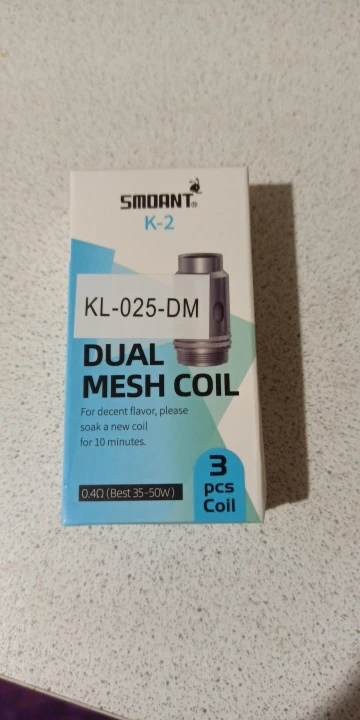 SMOANT®
K-2
KL-025-DM
DUAL
MESH COIL
For decent flavor, please
soak a new coil
for 10 minutes.
0.4Ω (Best 35-50W)
3
pcs
Coil